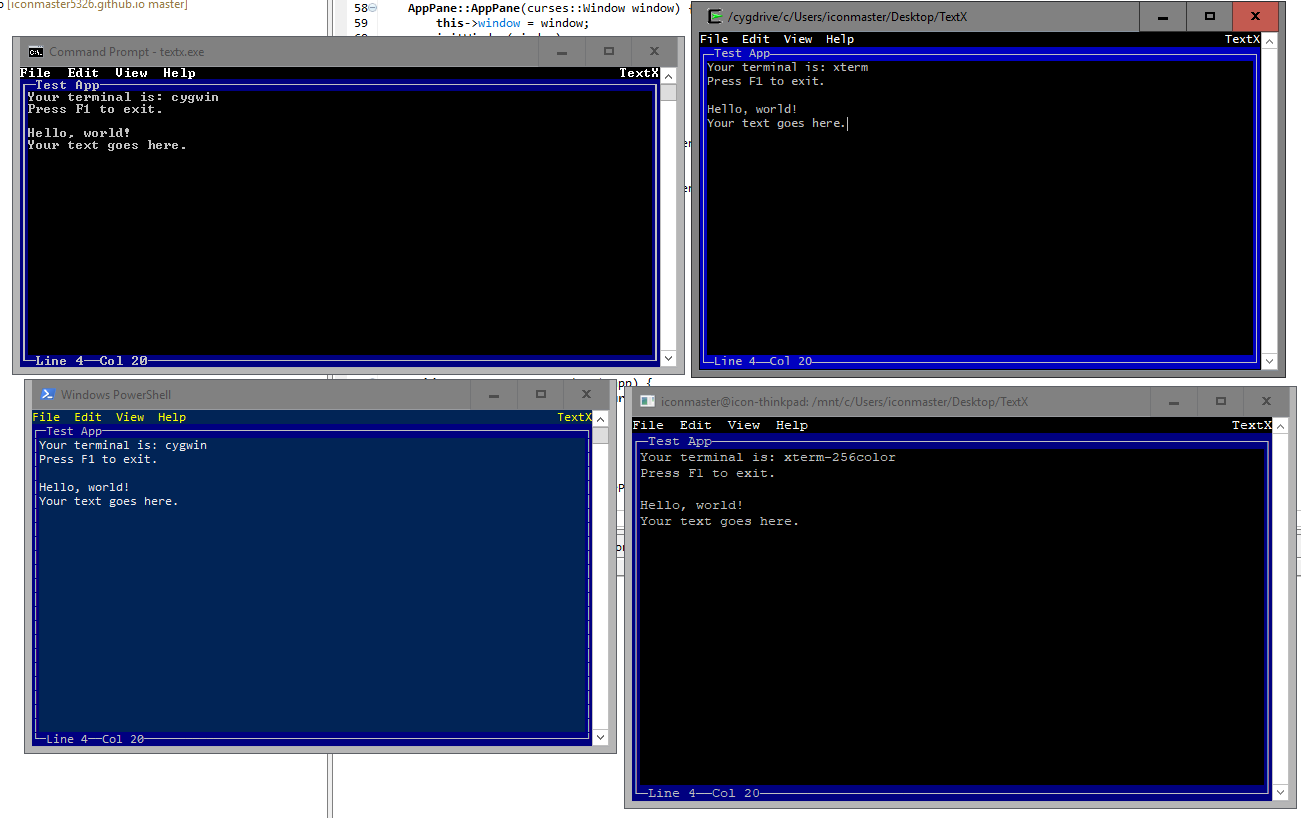 [iconmaster5326.github.io master]
58 AppPane::AppPane(curses::Window window) {
59 this->window = window;
Command Prompt - textx.exe
File Edit View Help TextX
Test App
Your terminal is: cygwin
Press F1 to exit.
Hello, world!
Your text goes here.
Line 4 Col 20
/cygdrive/c/Users/iconmaster/Desktop/TextX
File Edit View Help TextX
Test App
Your terminal is: xterm
Press F1 to exit.
Hello, world!
Your text goes here.
Line 4 Col 20
Windows PowerShell
File Edit View Help TextX
Test App
Your terminal is: cygwin
Press F1 to exit.
Hello, world!
Your text goes here.
Line 4 Col 20
iconmaster@icon-thinkpad: /mnt/c/Users/iconmaster/Desktop/TextX
File Edit View Help TextX
Test App
Your terminal is: xterm-256color
Press F1 to exit.
Hello, world!
Your text goes here.
Line 4 Col 20